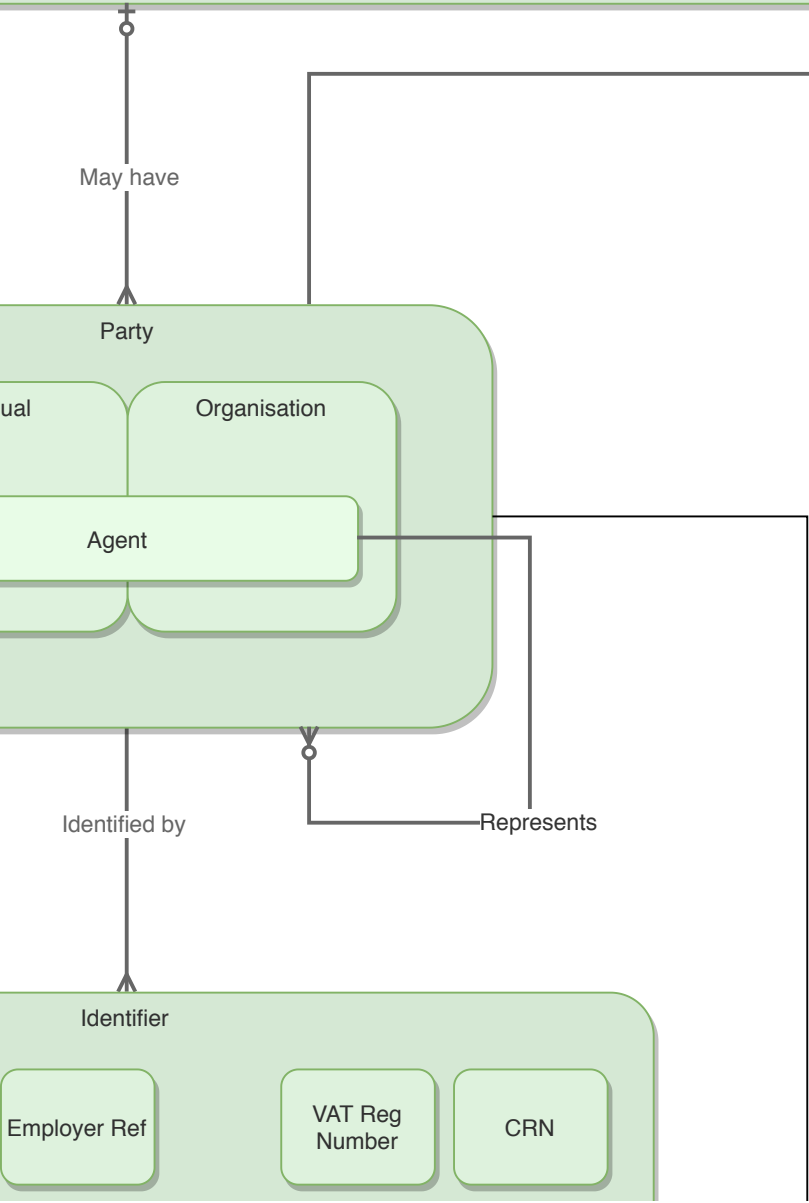 May have
Party
ual
Organisation
Agent
Identified by
Represents
Identifier
Employer Ref
VAT Reg
Number
CRN